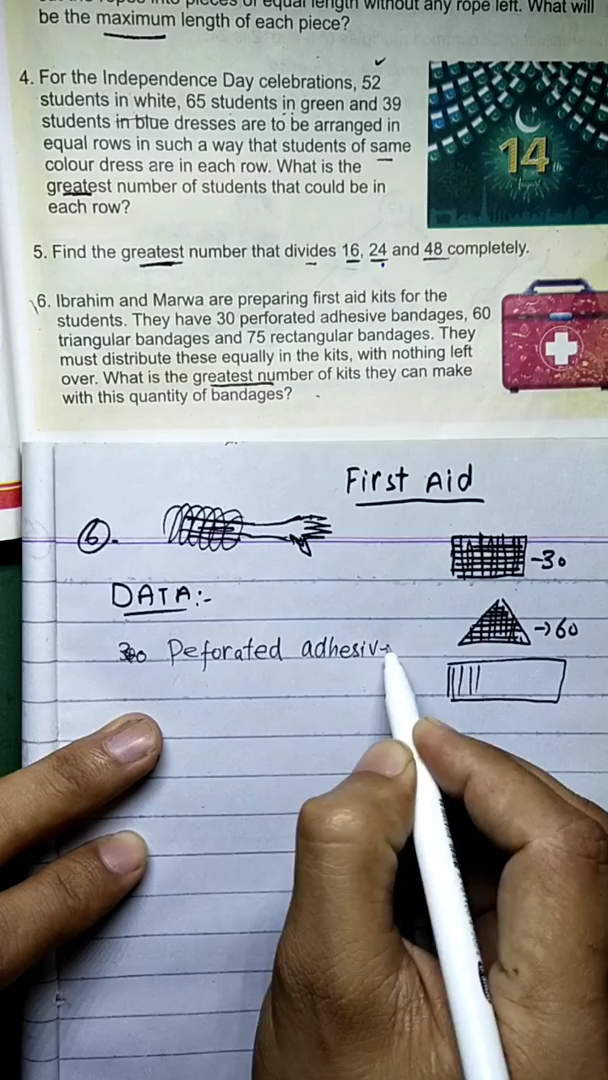 be the maximum length of each piece?
4. For the Independence Day celebrations, 52
students in white, 65 students in green and 39
students in blue dresses are to be arranged in
equal rows in such a way that students of same
colour dress are in each row. What is the
greatest number of students that could be in
each row?
14
5. Find the greatest number that divides 16, 24 and 48 completely.
6. Ibrahim and Marwa are preparing first aid kits for the
students. They have 30 perforated adhesive bandages, 60
triangular bandages and 75 rectangular bandages. They
must distribute these equally in the kits, with nothing left
over. What is the greatest number of kits they can make
with this quantity of bandages?
First Aid
6.
-30
DATA:-
→60
Peforated adhesiv